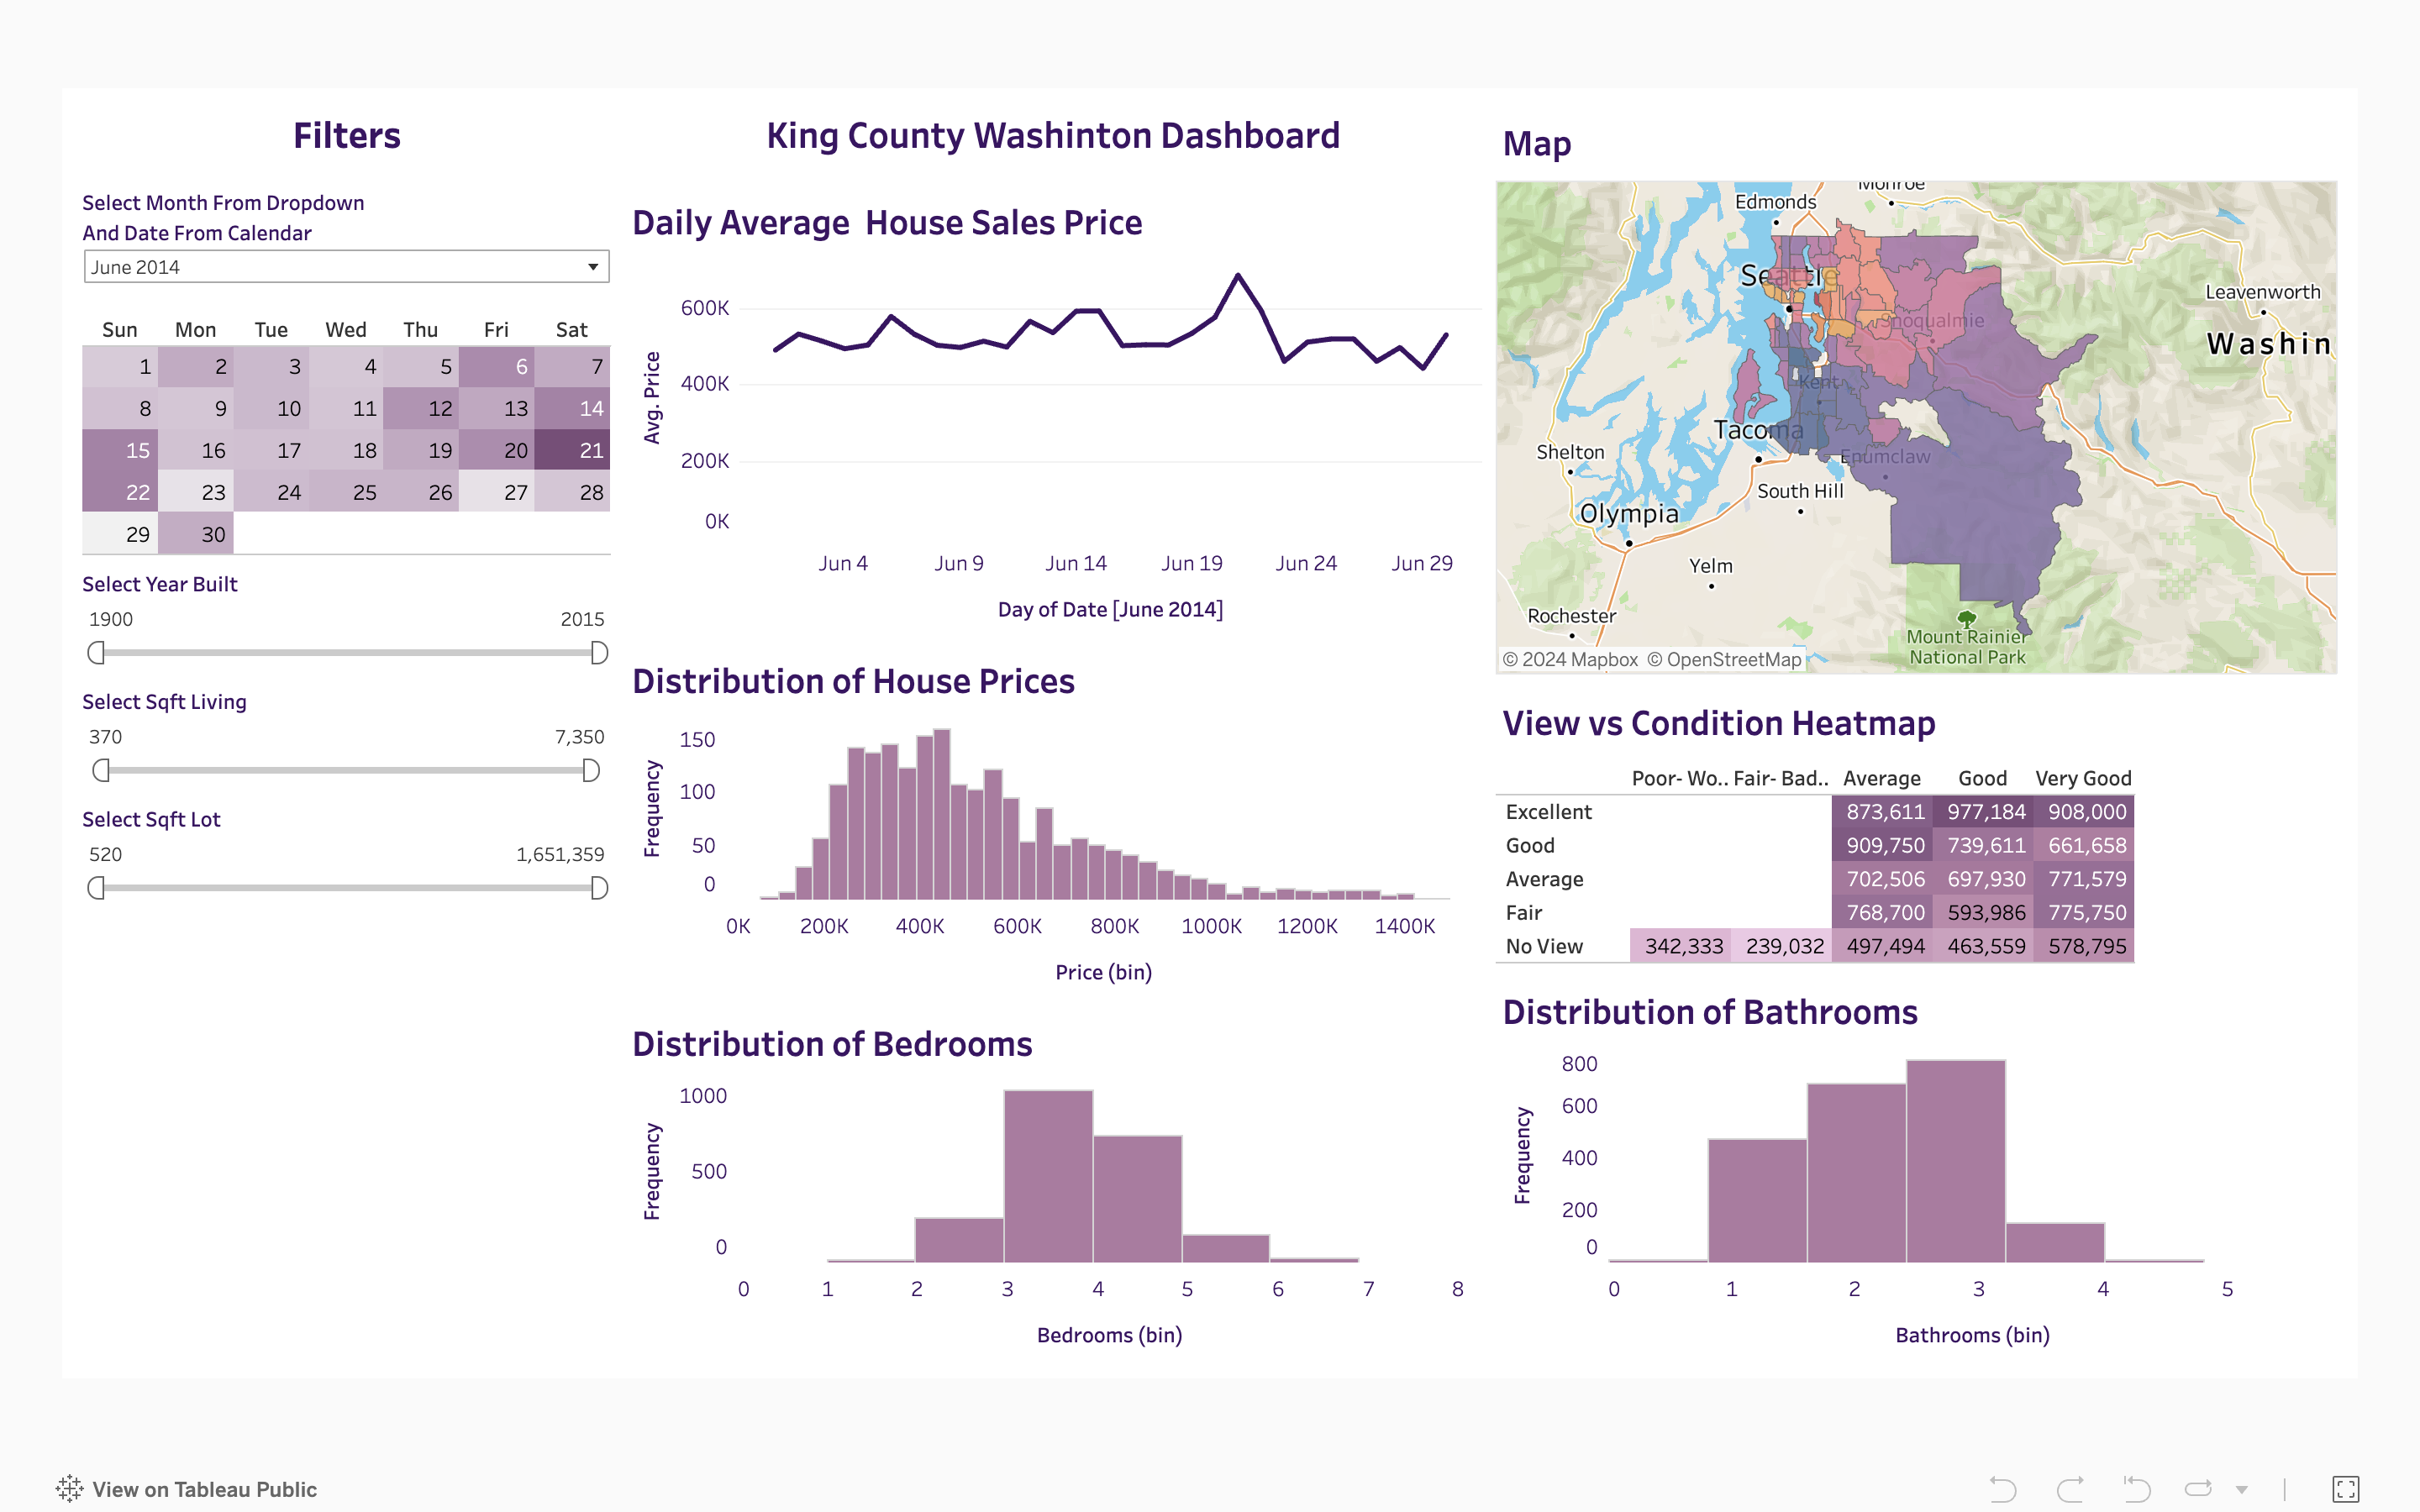 Filters
Select Month From Dropdown
And Date From Calendar
June 2014
Sun Mon Tue Wed Thu Fri Sat
1 2 3 4 5 6 7
8 9 10 11 12 13 14
15 16 17 18 19 20 21
22 23 24 25 26 27 28
29 30
Select Year Built
1900 2015
Select Sqft Living
370 7,350
Select Sqft Lot
520 1,651,359
King County Washinton Dashboard
Daily Average House Sales Price
Avg. Price
600K
400K
200K
0K
Jun 4 Jun 9 Jun 14 Jun 19 Jun 24 Jun 29
Day of Date [June 2014]
Distribution of House Prices
Frequency
150
100
50
0
0K 200K 400K 600K 800K 1000K 1200K 1400K
Price (bin)
Distribution of Bedrooms
Frequency
1000
500
0
0 1 2 3 4 5 6 7 8
Bedrooms (bin)
Map
Monroe
Edmonds
Seattle
Leavenworth
Snoqualmie
Washin
Kent
Tacoma
Shelton
Enumclaw
South Hill
Olympia
Yelm
Rochester
Mount Rainier
National Park
© 2024 Mapbox © OpenStreetMap
View vs Condition Heatmap
Poor- Wo.. Fair- Bad.. Average Good Very Good
Excellent 873,611 977,184 908,000
Good 909,750 739,611 661,658
Average 702,506 697,930 771,579
Fair 768,700 593,986 775,750
No View 342,333 239,032 497,494 463,559 578,795
Distribution of Bathrooms
Frequency
800
600
400
200
0
0 1 2 3 4 5
Bathrooms (bin)
View on Tableau Public